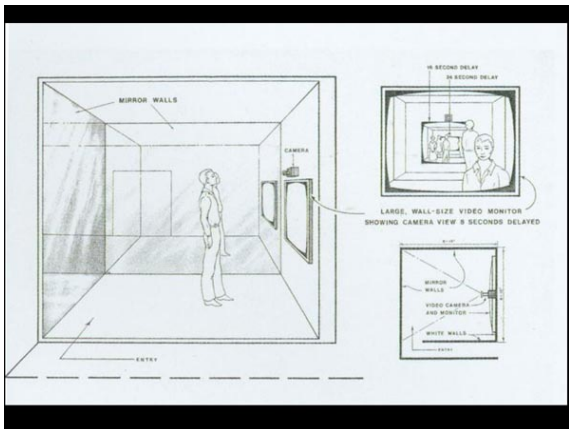 MIRROR WALLS
CAMERA
16 SECOND DELAY
24 SECOND DELAY
LARGE, WALL-SIZE VIDEO MONITOR
SHOWING CAMERA VIEW 8 SECONDS DELAYED
MIRROR
WALLS
VIDEO CAMERA
AND MONITOR
WHITE WALLS
ENTRY
ENTRY